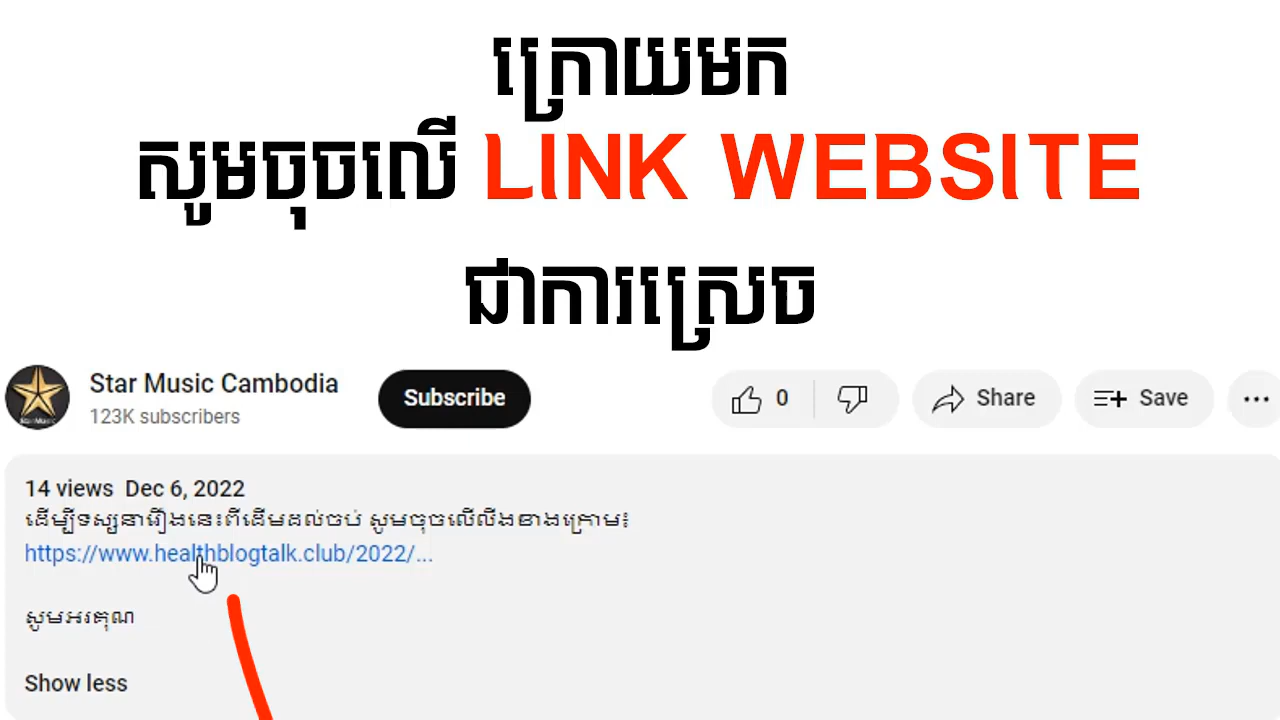 ក្រោយមក
សូមចុចលើ LINK WEBSITE
ជាការស្រេច
Star Music Cambodia
123K subscribers
Subscribe
0
Share
Save
14 views Dec 6, 2022
ដើម្បីទស្សនារឿងនេះពីដើមដល់ចប់ សូមចុចលើលីងខាងក្រោម៖
https://www.healthblogtalk.club/2022/...
សូមអរគុណ
Show less